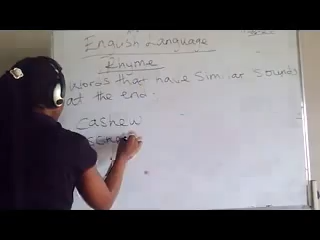 English Language
Rhyme
words that have similar sounds
at the end.
Cashew